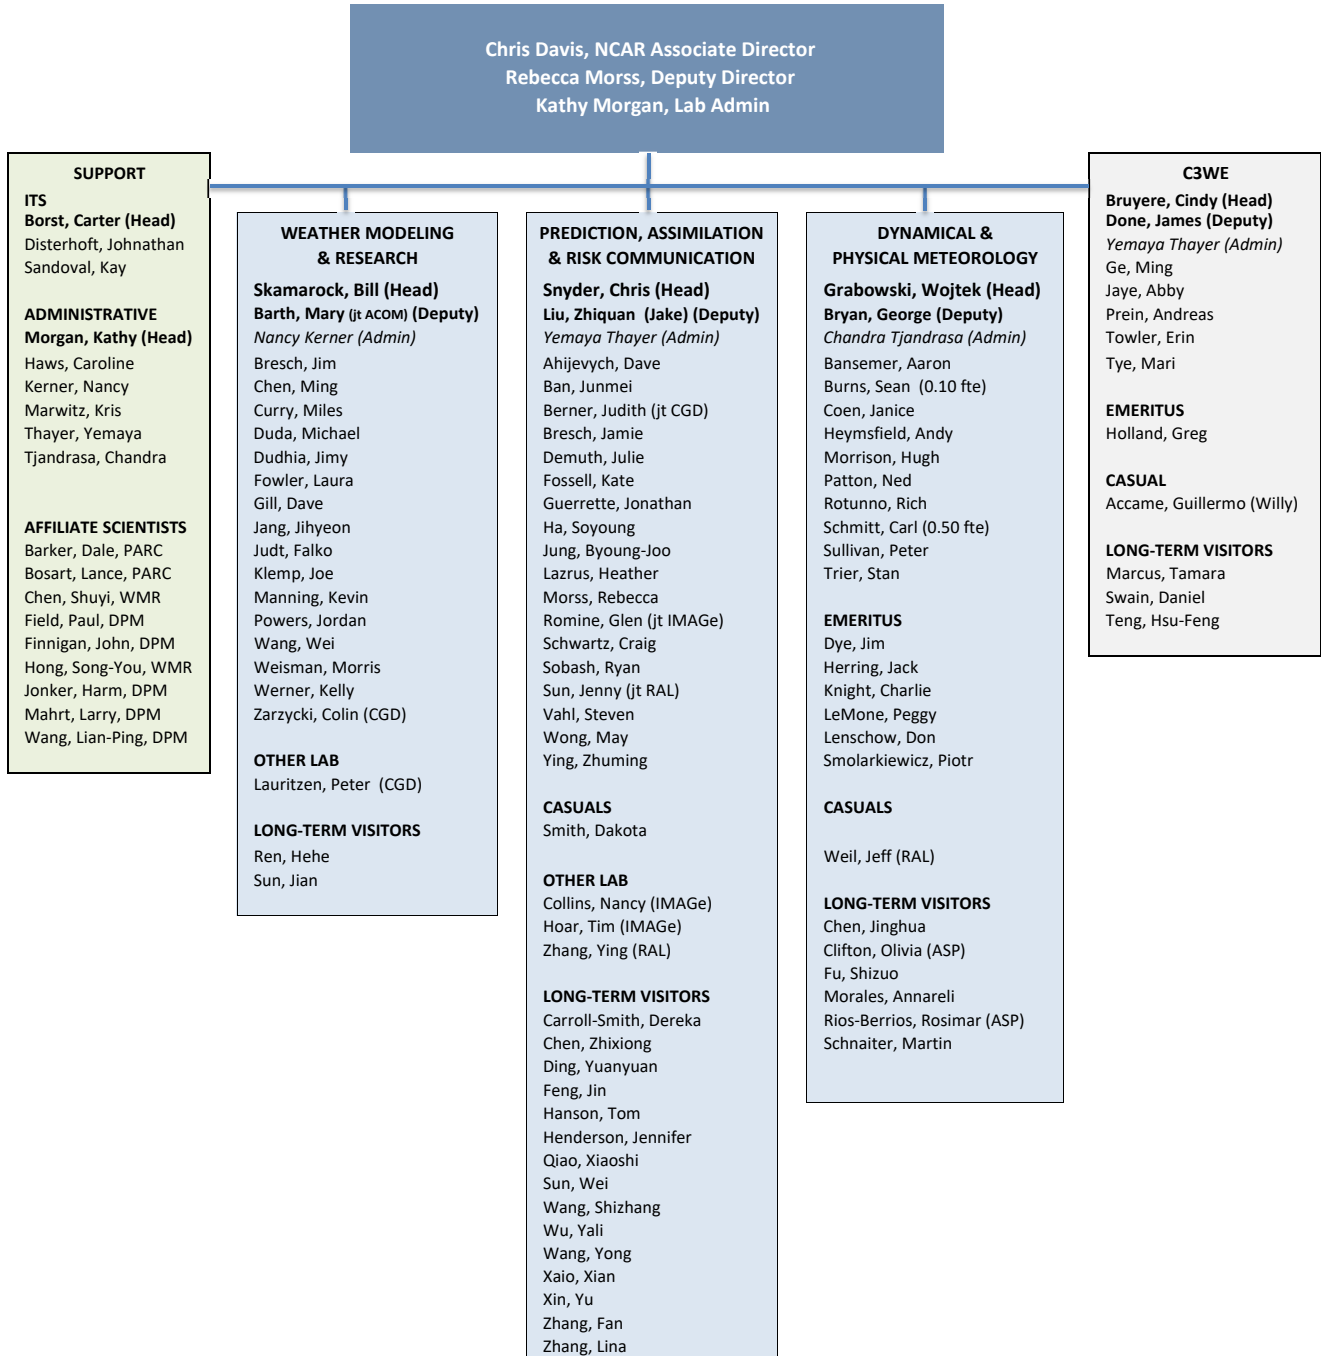 Chris Davis, NCAR Associate Director
Rebecca Morss, Deputy Director
Kathy Morgan, Lab Admin
SUPPORT
ITS
Borst, Carter (Head)
Disterhoft, Johnathan
Sandoval, Kay
ADMINISTRATIVE
Morgan, Kathy (Head)
Haws, Caroline
Kerner, Nancy
Marwitz, Kris
Thayer, Yemaya
Tjandrasa, Chandra
AFFILIATE SCIENTISTS
Barker, Dale, PARC
Bosart, Lance, PARC
Chen, Shuyi, WMR
Field, Paul, DPM
Finnigan, John, DPM
Hong, Song-You, WMR
Jonker, Harm, DPM
Mahrt, Larry, DPM
Wang, Lian-Ping, DPM
WEATHER MODELING
& RESEARCH
Skamarock, Bill (Head)
Barth, Mary (jt ACOM) (Deputy)
Nancy Kerner (Admin)
Bresch, Jim
Chen, Ming
Curry, Miles
Duda, Michael
Dudhia, Jimy
Fowler, Laura
Gill, Dave
Jang, Jihyeon
Judt, Falko
Klemp, Joe
Manning, Kevin
Powers, Jordan
Wang, Wei
Weisman, Morris
Werner, Kelly
Zarzycki, Colin (CGD)
OTHER LAB
Lauritzen, Peter (CGD)
LONG-TERM VISITORS
Ren, Hehe
Sun, Jian
PREDICTION, ASSIMILATION
& RISK COMMUNICATION
Snyder, Chris (Head)
Liu, Zhiquan (Jake) (Deputy)
Yemaya Thayer (Admin)
Ahijevych, Dave
Ban, Junmei
Berner, Judith (jt CGD)
Bresch, Jamie
Demuth, Julie
Fossell, Kate
Guerrette, Jonathan
Ha, Soyoung
Jung, Byoung-Joo
Lazrus, Heather
Morss, Rebecca
Romine, Glen (jt IMAGe)
Schwartz, Craig
Sobash, Ryan
Sun, Jenny (jt RAL)
Vahl, Steven
Wong, May
Ying, Zhuming
CASUALS
Smith, Dakota
OTHER LAB
Collins, Nancy (IMAGe)
Hoar, Tim (IMAGe)
Zhang, Ying (RAL)
LONG-TERM VISITORS
Carroll-Smith, Dereka
Chen, Zhixiong
Ding, Yuanyuan
Feng, Jin
Hanson, Tom
Henderson, Jennifer
Qiao, Xiaoshi
Sun, Wei
Wang, Shizhang
Wu, Yali
Wang, Yong
Xaio, Xian
Xin, Yu
Zhang, Fan
Zhang, Lina
DYNAMICAL &
PHYSICAL METEOROLOGY
Grabowski, Wojtek (Head)
Bryan, George (Deputy)
Chandra Tjandrasa (Admin)
Bansemer, Aaron
Burns, Sean (0.10 fte)
Coen, Janice
Heymsfield, Andy
Morrison, Hugh
Patton, Ned
Rotunno, Rich
Schmitt, Carl (0.50 fte)
Sullivan, Peter
Trier, Stan
EMERITUS
Dye, Jim
Herring, Jack
Knight, Charlie
LeMone, Peggy
Lenschow, Don
Smolarkiewicz, Piotr
CASUALS
Weil, Jeff (RAL)
LONG-TERM VISITORS
Chen, Jinghua
Clifton, Olivia (ASP)
Fu, Shizuo
Morales, Annareli
Rios-Berrios, Rosimar (ASP)
Schnaiter, Martin
C3WE
Bruyere, Cindy (Head)
Done, James (Deputy)
Yemaya Thayer (Admin)
Ge, Ming
Jaye, Abby
Prein, Andreas
Towler, Erin
Tye, Mari
EMERITUS
Holland, Greg
CASUAL
Accame, Guillermo (Willy)
LONG-TERM VISITORS
Marcus, Tamara
Swain, Daniel
Teng, Hsu-Feng